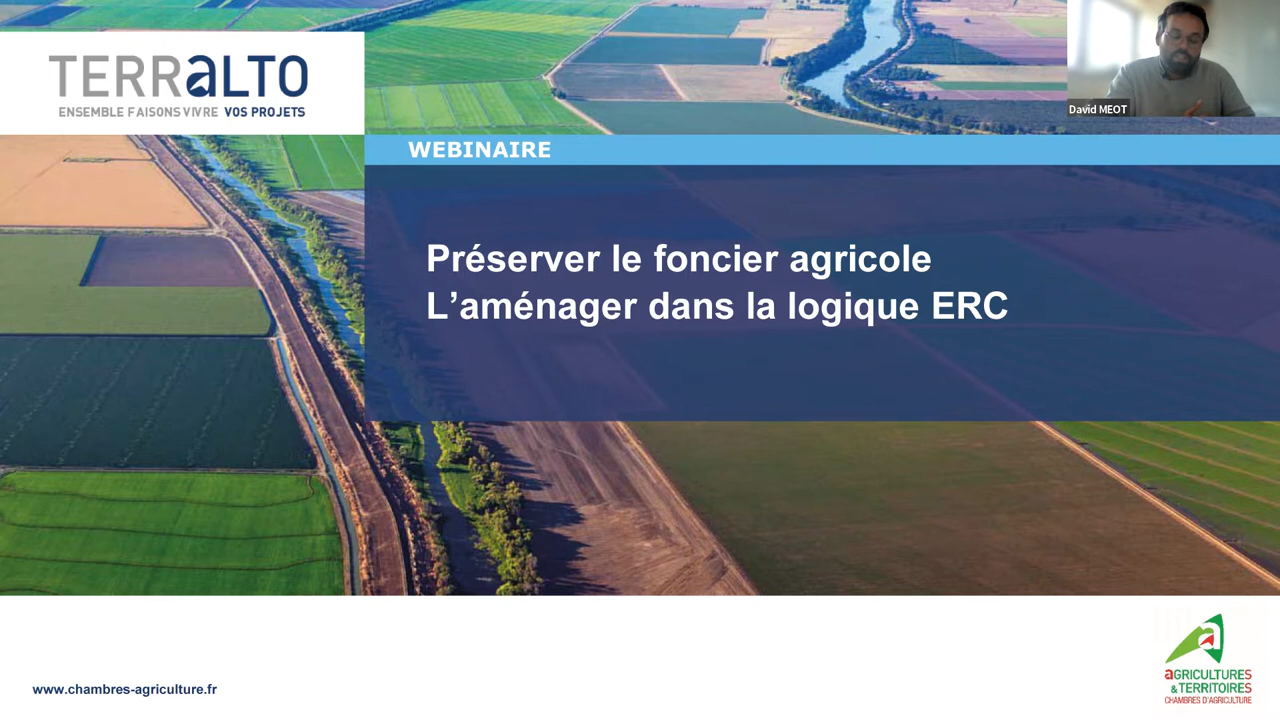 TERRaLTO
ENSEMBLE FAISONS VIVRE VOS PROJETS
David MEOT
WEBINAIRE
Préserver le foncier agricole
L’aménager dans la logique ERC
www.chambres-agriculture.fr
a
aGRICULTURES
& TERRITOIRES
CHAMBRES D'AGRICULTURE